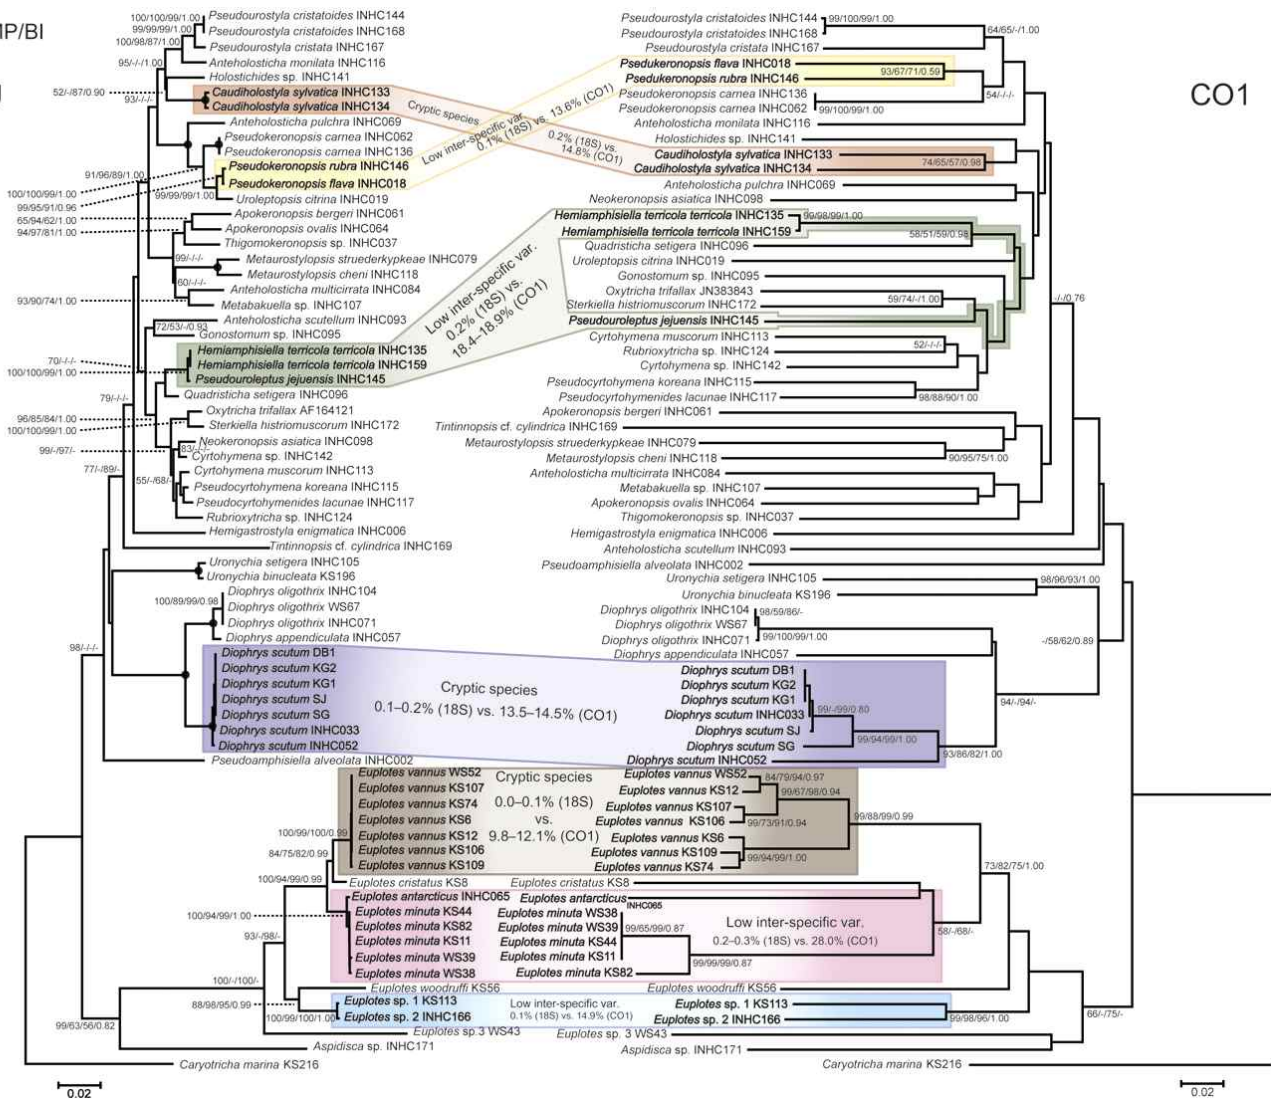 MP/BI
CO1
Pseudourostyla cristatoides INHC144
Pseudourostyla cristatoides INHC168
Pseudourostyla cristata INHC167
Anteholosticha monilata INHC116
Holostichides sp. INHC141
Caudiholostyla sylvatica INHC133
Caudiholostyla sylvatica INHC134
Anteholosticha pulchra INHC069
Pseudokeronopsis carnea INHC062
Pseudokeronopsis carnea INHC136
Pseudokeronopsis rubra INHC146
Pseudokeronopsis flava INHC018
Uroleptopsis citrina INHC019
Apokeronopsis bergeri INHC061
Apokeronopsis ovalis INHC064
Thigomokeronopsis sp. INHC037
Metaurostylopsis struederkypkeae INHC079
Metaurostylopsis cheni INHC118
Anteholosticha multicirrata INHC084
Metabakuella sp. INHC107
Anteholosticha scutellum INHC093
Gonostomum sp. INHC095
Hemiamphisiella terricola terricola INHC135
Hemiamphisiella terricola terricola INHC159
Pseudouroleptus jejuensis INHC145
Quadristicha setigera INHC096
Oxytricha trifallax AF164121
Sterkiella histriomuscorum INHC172
Neokeronopsis asiatica INHC098
Cyrtohymena sp. INHC142
Cyrtohymena muscorum INHC113
Pseudocyrtohymena koreana INHC115
Pseudocyrtohymenides lacunae INHC117
Rubrioxytricha sp. INHC124
Hemigastrostyla enigmatica INHC006
Tintinnopsis cf. cylindrica INHC169
Uronychia setigera INHC105
Uronychia binucleata KS196
Diophrys oligothrix INHC104
Diophrys oligothrix WS67
Diophrys oligothrix INHC071
Diophrys appendiculata INHC057
Diophrys scutum DB1
Diophrys scutum KG2
Diophrys scutum KG1
Diophrys scutum SJ
Diophrys scutum SG
Diophrys scutum INHC033
Diophrys scutum INHC052
Pseudoamphisiella alveolata INHC002
Euplotes vannus WS52
Euplotes vannus KS107
Euplotes vannus KS74
Euplotes vannus KS6
Euplotes vannus KS12
Euplotes vannus KS106
Euplotes vannus KS109
Euplotes cristatus KS8
Euplotes antarcticus INHC065
Euplotes minuta KS44
Euplotes minuta KS82
Euplotes minuta KS11
Euplotes minuta WS39
Euplotes minuta WS38
Euplotes woodruffi KS56
Euplotes sp. 1 KS113
Euplotes sp. 2 INHC166
Euplotes sp.3 WS43
Aspidisca sp. INHC171
Caryotricha marina KS216
0.02
100/100/99/1.00
99/99/99/1.00
100/98/87/1.00
95/-/-/1.00
52/-/87/0.90
93/-/-/-
91/96/89/1.00
100/100/99/1.00
99/95/91/0.96
99/99/99/1.00
65/94/62/1.00
94/97/81/1.00
99/-/-/-
60/-/-/-
93/90/74/1.00
72/53/-/0.93
70/-/-/-
100/100/99/1.00
79/-/-/-
96/85/84/1.00
100/100/99/1.00
83/-/-/-
99/-/97/-
77/-/89/-
55/-/68/-
100/89/99/0.98
98/-/-/-
100/99/100/0.99
84/75/82/0.99
100/94/99/0.99
100/94/99/1.00
93/-/98/-
100/-/100/-
88/98/95/0.99
100/99/100/1.00
99/63/56/0.82
Cryptic species
0.2% (18S) vs.
14.8% (CO1)
Low inter-specific var.
0.1% (18S) vs. 13.6% (CO1)
Low inter-specific var.
0.2% (18S) vs.
18.4–18.9% (CO1)
Cryptic species
0.1–0.2% (18S) vs. 13.5–14.5% (CO1)
Cryptic species
0.0–0.1% (18S)
vs.
9.8–12.1% (CO1)
Low inter-specific var.
0.2–0.3% (18S) vs. 28.0% (CO1)
Low inter-specific var.
0.1% (18S) vs. 14.9% (CO1)
Pseudourostyla cristatoides INHC144
Pseudourostyla cristatoides INHC168
Pseudourostyla cristata INHC167
Psedukeronopsis flava INHC018
Psedukeronopsis rubra INHC146
Pseudokeronopsis carnea INHC136
Pseudokeronopsis carnea INHC062
Anteholosticha monilata INHC116
Holostichides sp. INHC141
Caudiholostyla sylvatica INHC133
Caudiholostyla sylvatica INHC134
Anteholosticha pulchra INHC069
Neokeronopsis asiatica INHC098
Hemiamphisiella terricola terricola INHC135
Hemiamphisiella terricola terricola INHC159
Quadristicha setigera INHC096
Uroleptopsis citrina INHC019
Gonostomum sp. INHC095
Oxytricha trifallax JN383843
Sterkiella histriomuscorum INHC172
Pseudouroleptus jejuensis INHC145
Cyrtohymena muscorum INHC113
Rubrioxytricha sp. INHC124
Cyrtohymena sp. INHC142
Pseudocyrtohymena koreana INHC115
Pseudocyrtohymenides lacunae INHC117
Apokeronopsis bergeri INHC061
Tintinnopsis cf. cylindrica INHC169
Metaurostylopsis struederkypkeae INHC079
Metaurostylopsis cheni INHC118
Anteholosticha multicirrata INHC084
Metabakuella sp. INHC107
Apokeronopsis ovalis INHC064
Thigomokeronopsis sp. INHC037
Hemigastrostyla enigmatica INHC006
Anteholosticha scutellum INHC093
Pseudoamphisiella alveolata INHC002
Uronychia setigera INHC105
Uronychia binucleata KS196
Diophrys oligothrix INHC104
Diophrys oligothrix WS67
Diophrys oligothrix INHC071
Diophrys appendiculata INHC057
Diophrys scutum DB1
Diophrys scutum KG2
Diophrys scutum KG1
Diophrys scutum INHC033
Diophrys scutum SJ
Diophrys scutum SG
Diophrys scutum INHC052
Euplotes vannus WS52
Euplotes vannus KS12
Euplotes vannus KS107
Euplotes vannus KS106
Euplotes vannus KS6
Euplotes vannus KS109
Euplotes vannus KS74
Euplotes cristatus KS8
Euplotes antarcticus
INHC065
Euplotes minuta WS38
Euplotes minuta WS39
Euplotes minuta KS44
Euplotes minuta KS11
Euplotes minuta KS82
Euplotes woodruffi KS56
Euplotes sp. 1 KS113
Euplotes sp. 2 INHC166
Euplotes sp. 3 WS43
Aspidisca sp. INHC171
Caryotricha marina KS216
99/100/99/1.00
64/65/-/1.00
93/67/71/0.59
54/-/-/-
99/100/99/1.00
74/65/57/0.98
99/98/99/1.00
58/51/59/0.98
59/74/-/1.00
-/-/0.76
52/-/-/-
98/88/90/1.00
90/95/75/1.00
98/96/93/1.00
98/59/86/-
99/100/99/1.00
-/58/62/0.89
94/-/94/-
99/-/99/0.80
99/94/99/1.00
93/86/82/1.00
84/79/94/0.97
99/67/98/0.94
99/73/91/0.94
99/88/99/0.99
99/94/99/1.00
73/82/75/1.00
99/65/99/0.87
58/-/68/-
99/99/99/0.87
99/98/96/1.00
66/-/75/-
0.02